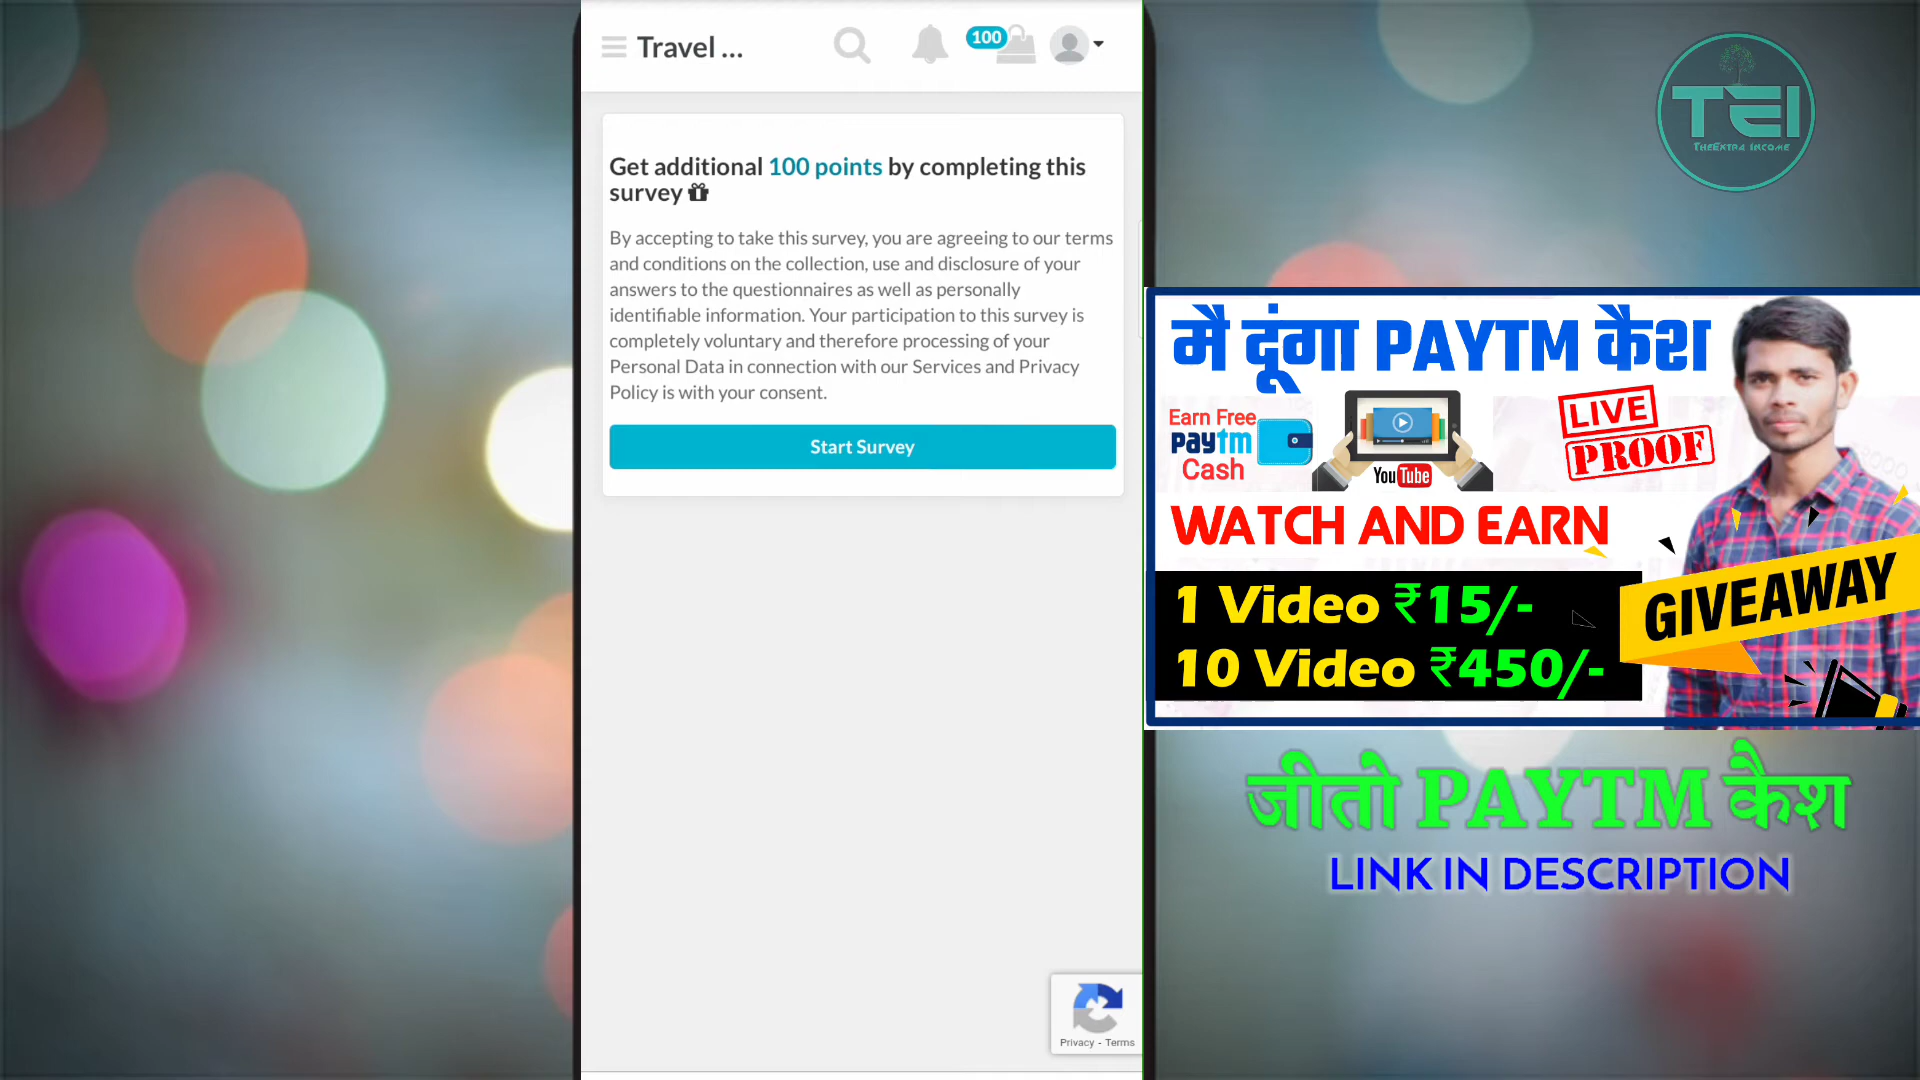 Travel ...
100
Get additional 100 points by completing this
survey
By accepting to take this survey, you are agreeing to our terms
and conditions on the collection, use and disclosure of your
answers to the questionnaires as well as personally
identifiable information. Your participation to this survey is
completely voluntary and therefore processing of your
Personal Data in connection with our Services and Privacy
Policy is with your consent.
Start Survey
Privacy - Terms
TEI
TheExtra Income
मै दूंगा PAYTM कैश
Earn Free
paytm
Cash
YouTube
LIVE
PROOF
WATCH AND EARN
1 Video ₹15/-
10 Video ₹450/-
GIVEAWAY
जीतो PAYTM कैश
LINK IN DESCRIPTION